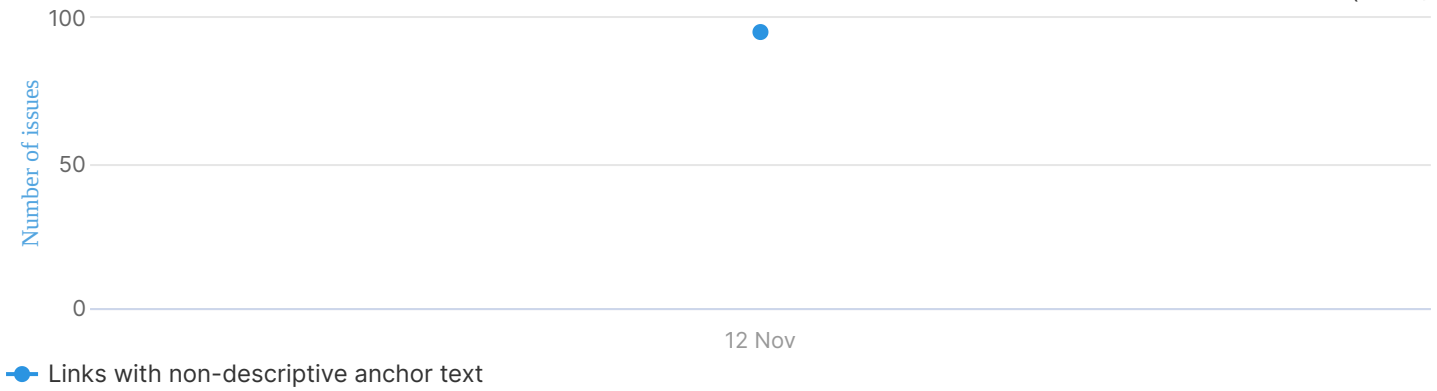 100
Number of issues
50
0
12 Nov
Links with non-descriptive anchor text